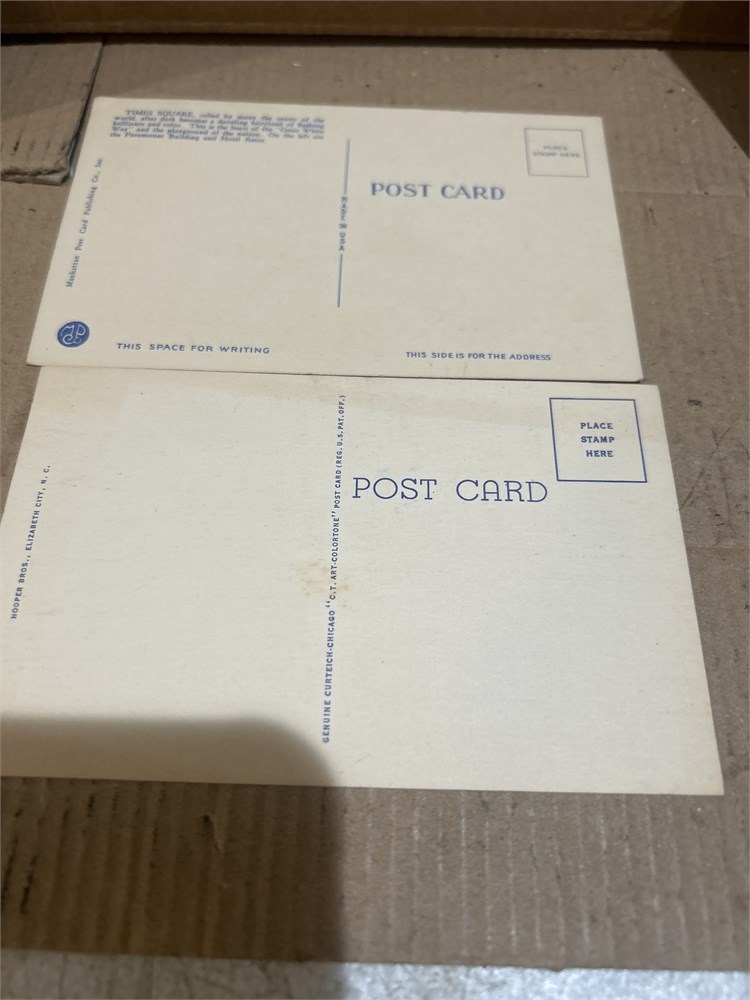 TIMES SQUARE, called by many the center of the
world, after dark becomes a dazzling fairyland of flashing
brilliance and color. This is the heart of the "Great White
Way" and the playground of the nation. On the left are
the Paramount Building and Hotel Astor.
PLACE
STAMP HERE
POST CARD
MADE IN USA
Manhattan Post Card Publishing Co., Inc.
THIS SPACE FOR WRITING
THIS SIDE IS FOR THE ADDRESS
PLACE
STAMP
HERE
POST CARD
HOOPER BROS., ELIZABETH CITY, N. C.
GENUINE CURTEICH-CHICAGO "C.T. ART-COLORTONE" POST CARD (REG. U.S. PAT. OFF.)